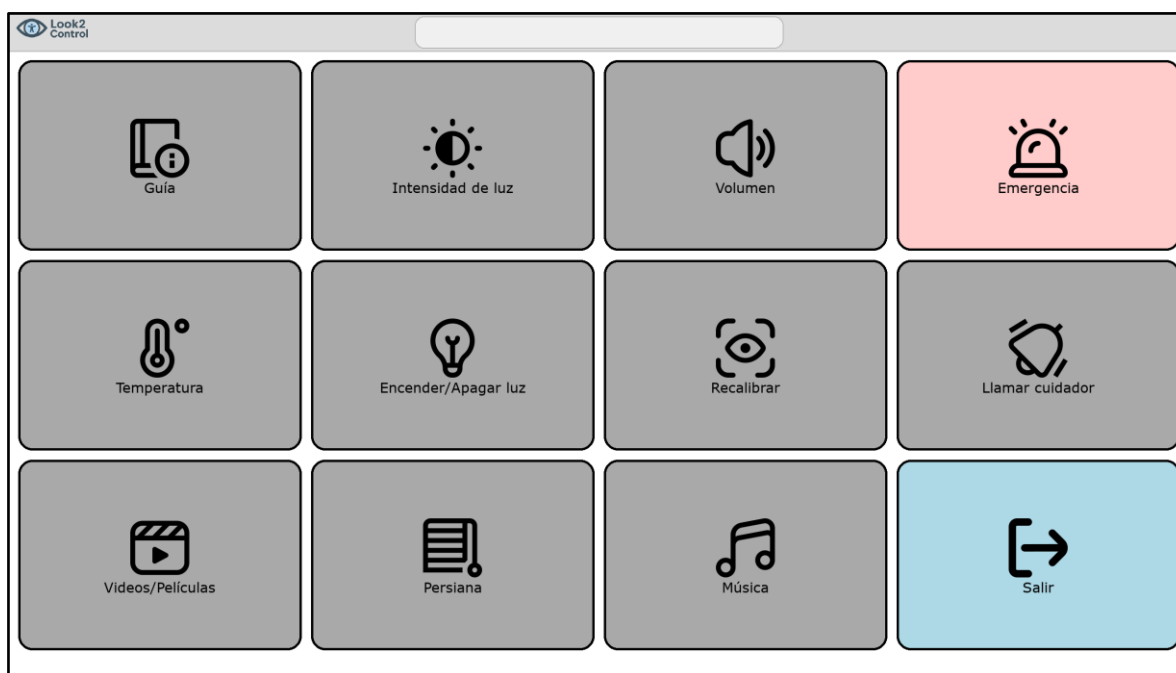 Look2
Control
Guía
Intensidad de luz
Volumen
Emergencia
Temperatura
Encender/Apagar luz
Recalibrar
Llamar cuidador
Videos/Películas
Persiana
Música
Salir